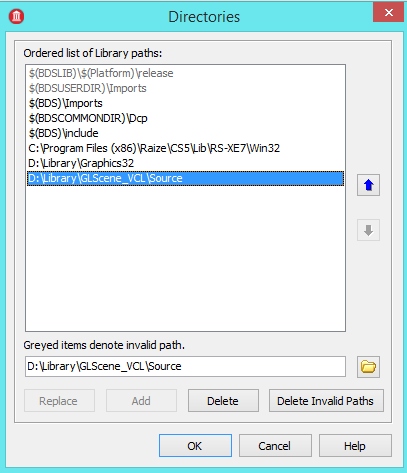 Directories
Ordered list of Library paths:
$(BDSLIB)\$(Platform)\release
$(BDSUSERDIR)\Imports
$(BDS)\Imports
$(BDSCOMMONDIR)\Dcp
$(BDS)\include
C:\Program Files (x86)\Raize\CS5\Lib\RS-XE7\Win32
D:\Library\Graphics32
D:\Library\GLScene_VCL\Source
Greyed items denote invalid path.
D:\Library\GLScene_VCL\Source
Replace Add Delete Delete Invalid Paths
OK Cancel Help